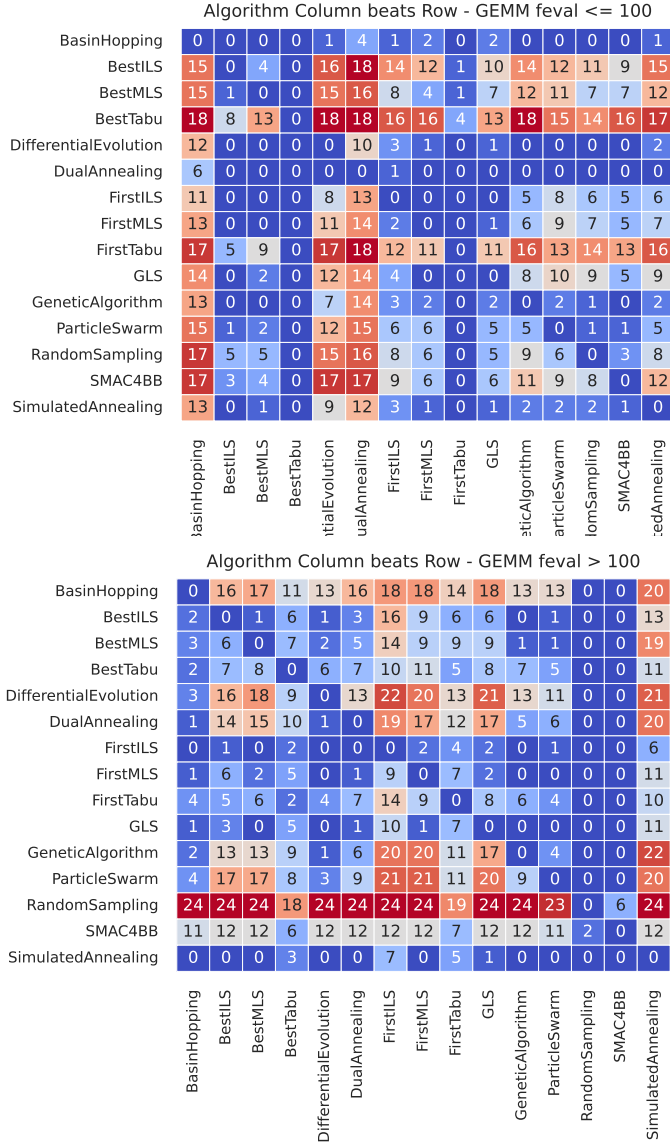 Algorithm Column beats Row - GEMM feval <= 100
BasinHopping 0 0 0 0 1 4 1 2 0 2 0 0 0 0 1
BestILS 15 0 4 0 16 18 14 12 1 10 14 12 11 9 15
BestMLS 15 1 0 0 15 16 8 4 1 7 12 11 7 7 12
BestTabu 18 8 13 0 18 18 16 16 4 13 18 15 14 16 17
DifferentialEvolution 12 0 0 0 0 10 3 1 0 1 0 0 0 0 2
DualAnnealing 6 0 0 0 0 0 1 0 0 0 0 0 0 0 0
FirstILS 11 0 0 0 8 13 0 0 0 0 5 8 6 5 6
FirstMLS 13 0 0 0 11 14 2 0 0 1 6 9 7 5 7
FirstTabu 17 5 9 0 17 18 12 11 0 11 16 13 14 13 16
GLS 14 0 2 0 12 14 4 0 0 0 8 10 9 5 9
GeneticAlgorithm 13 0 0 0 7 14 3 2 0 2 0 2 1 0 2
ParticleSwarm 15 1 2 0 12 15 6 6 0 5 5 0 1 1 5
RandomSampling 17 5 5 0 15 16 8 6 0 5 9 6 0 3 8
SMAC4BB 17 3 4 0 17 17 9 6 0 6 11 9 8 0 12
SimulatedAnnealing 13 0 1 0 9 12 3 1 0 1 2 2 2 1 0
BasinHopping
BestILS
BestMLS
BestTabu
ntialEvolution
ualAnnealing
FirstILS
FirstMLS
FirstTabu
GLS
eticAlgorithm
articleSwarm
domSampling
SMAC4BB
tedAnnealing
Algorithm Column beats Row - GEMM feval > 100
BasinHopping 0 16 17 11 13 16 18 18 14 18 13 13 0 0 20
BestILS 2 0 1 6 1 3 16 9 6 6 0 1 0 0 13
BestMLS 3 6 0 7 2 5 14 9 9 9 1 1 0 0 19
BestTabu 2 7 8 0 6 7 10 11 5 8 7 5 0 0 11
DifferentialEvolution 3 16 18 9 0 13 22 20 13 21 13 11 0 0 21
DualAnnealing 1 14 15 10 1 0 19 17 12 17 5 6 0 0 20
FirstILS 0 1 0 2 0 0 0 2 4 2 0 1 0 0 6
FirstMLS 1 6 2 5 0 1 9 0 7 2 0 0 0 0 11
FirstTabu 4 5 6 2 4 7 14 9 0 8 6 4 0 0 10
GLS 1 3 0 5 0 1 10 1 7 0 0 0 0 0 11
GeneticAlgorithm 2 13 13 9 1 6 20 20 11 17 0 4 0 0 22
ParticleSwarm 4 17 17 8 3 9 21 21 11 20 9 0 0 0 20
RandomSampling 24 24 24 18 24 24 24 24 19 24 24 23 0 6 24
SMAC4BB 11 12 12 6 12 12 12 12 7 12 12 11 2 0 12
SimulatedAnnealing 0 0 0 3 0 0 7 0 5 1 0 0 0 0 0
BasinHopping
BestILS
BestMLS
BestTabu
DifferentialEvolution
DualAnnealing
FirstILS
FirstMLS
FirstTabu
GLS
GeneticAlgorithm
ParticleSwarm
RandomSampling
SMAC4BB
SimulatedAnnealing